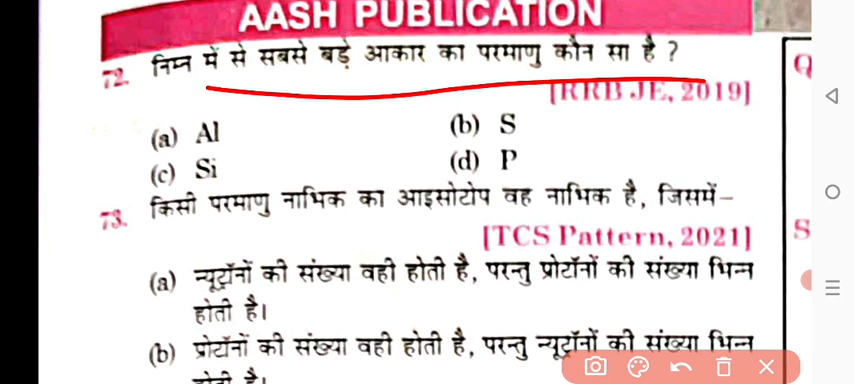 AASH PUBLICATION
72. निम्न में से सबसे बड़े आकार का परमाणु कौन सा है ?
[RRB JE, 2019]
(a) Al (b) S
(c) Si (d) P
73. किसी परमाणु नाभिक का आइसोटोप वह नाभिक है, जिसमें–
[TCS Pattern, 2021]
(a) न्यूट्रॉनों की संख्या वही होती है, परन्तु प्रोटॉनों की संख्या भिन्न
होती है।
(b) प्रोटॉनों की संख्या वही होती है, परन्तु न्यूट्रॉनों की संख्या भिन्न
होती है।
Q
S